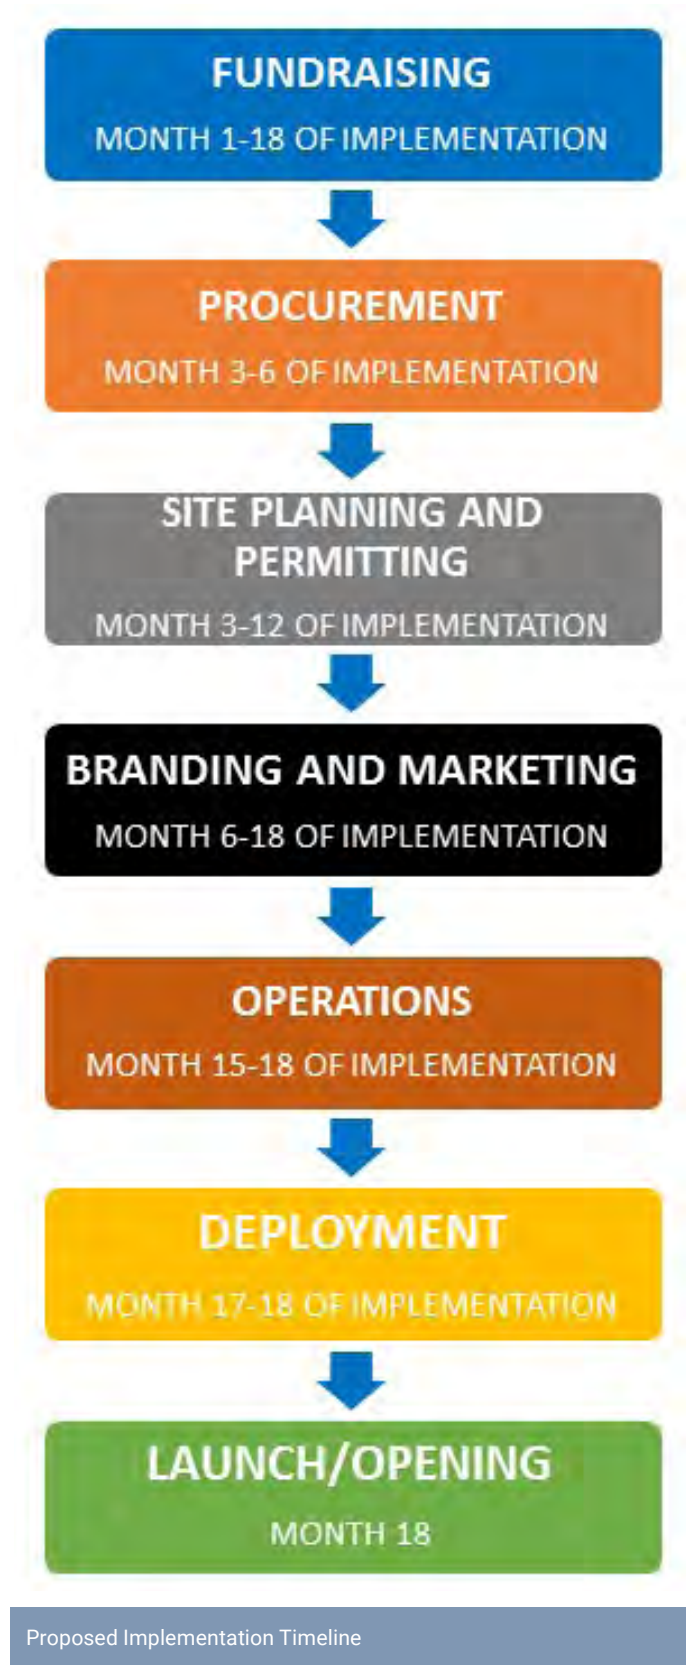 FUNDRAISING
MONTH 1-18 OF IMPLEMENTATION
PROCUREMENT
MONTH 3-6 OF IMPLEMENTATION
SITE PLANNING AND
PERMITTING
MONTH 3-12 OF IMPLEMENTATION
BRANDING AND MARKETING
MONTH 6-18 OF IMPLEMENTATION
OPERATIONS
MONTH 15-18 OF IMPLEMENTATION
DEPLOYMENT
MONTH 17-18 OF IMPLEMENTATION
LAUNCH/OPENING
MONTH 18
Proposed Implementation Timeline